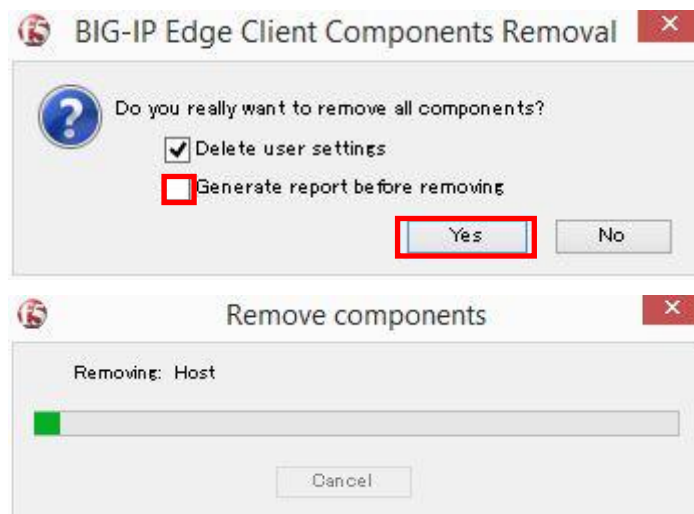 BIG-IP Edge Client Components Removal
Do you really want to remove all components?
Delete user settings
Generate report before removing
Yes No
Remove components
Removing: Host
Cancel